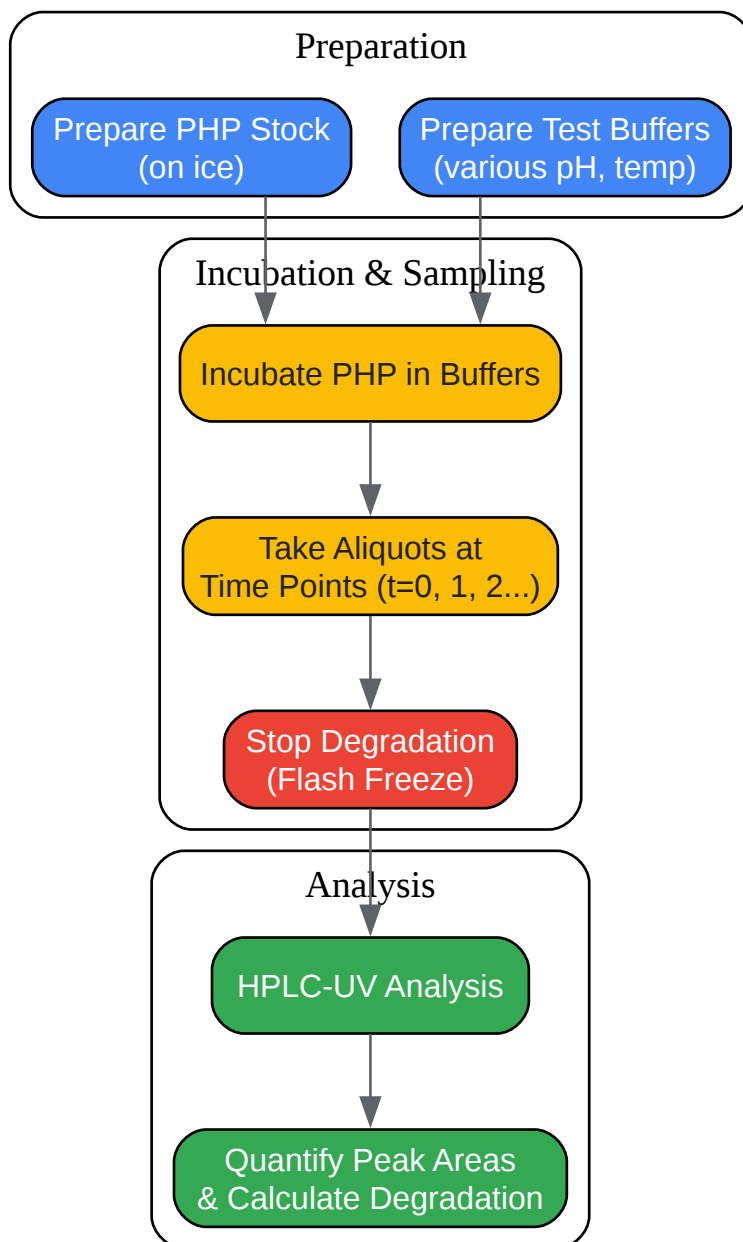 Preparation
Prepare PHP Stock
(on ice)
Prepare Test Buffers
(various pH, temp)
Incubation & Sampling
Incubate PHP in Buffers
Take Aliquots at
Time Points (t=0, 1, 2...)
Stop Degradation
(Flash Freeze)
Analysis
HPLC-UV Analysis
Quantify Peak Areas
& Calculate Degradation